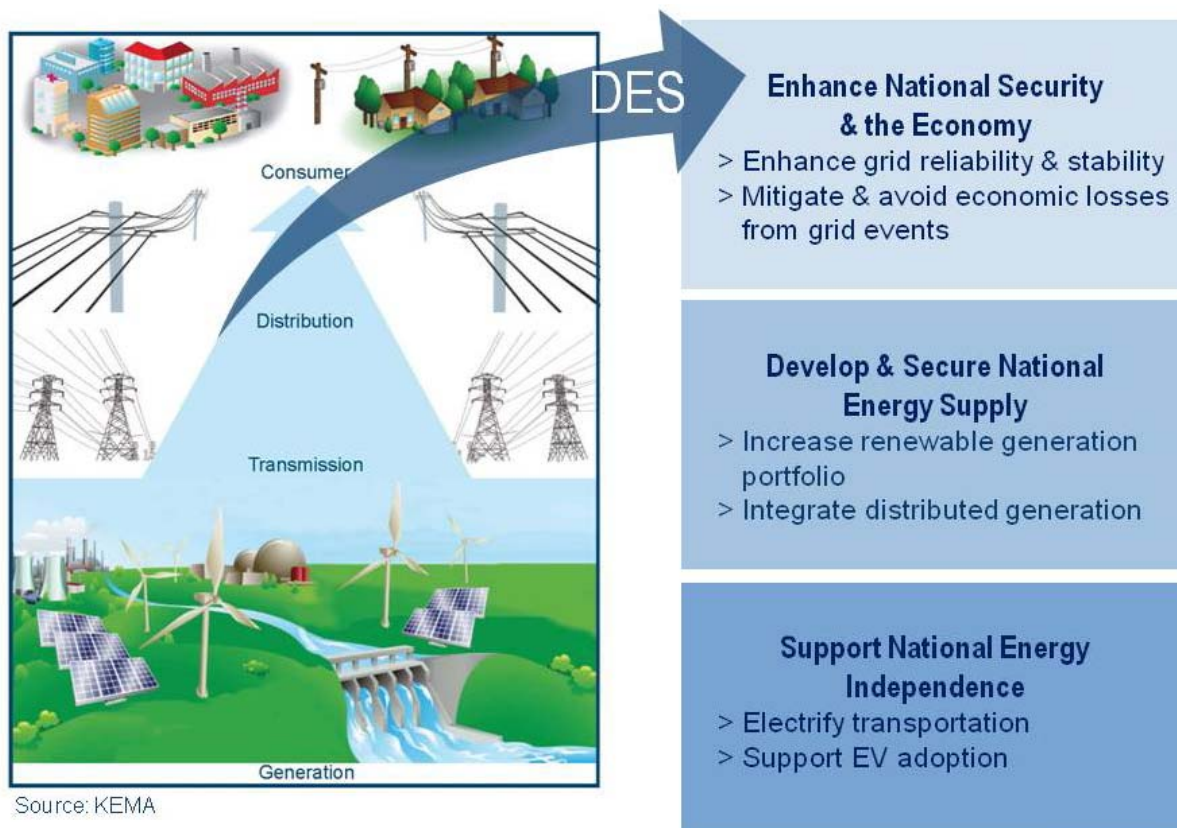 Consumer
Distribution
Transmission
Generation
Source: KEMA
DES
Enhance National Security
& the Economy
> Enhance grid reliability & stability
> Mitigate & avoid economic losses
from grid events
Develop & Secure National
Energy Supply
> Increase renewable generation
portfolio
> Integrate distributed generation
Support National Energy
Independence
> Electrify transportation
> Support EV adoption